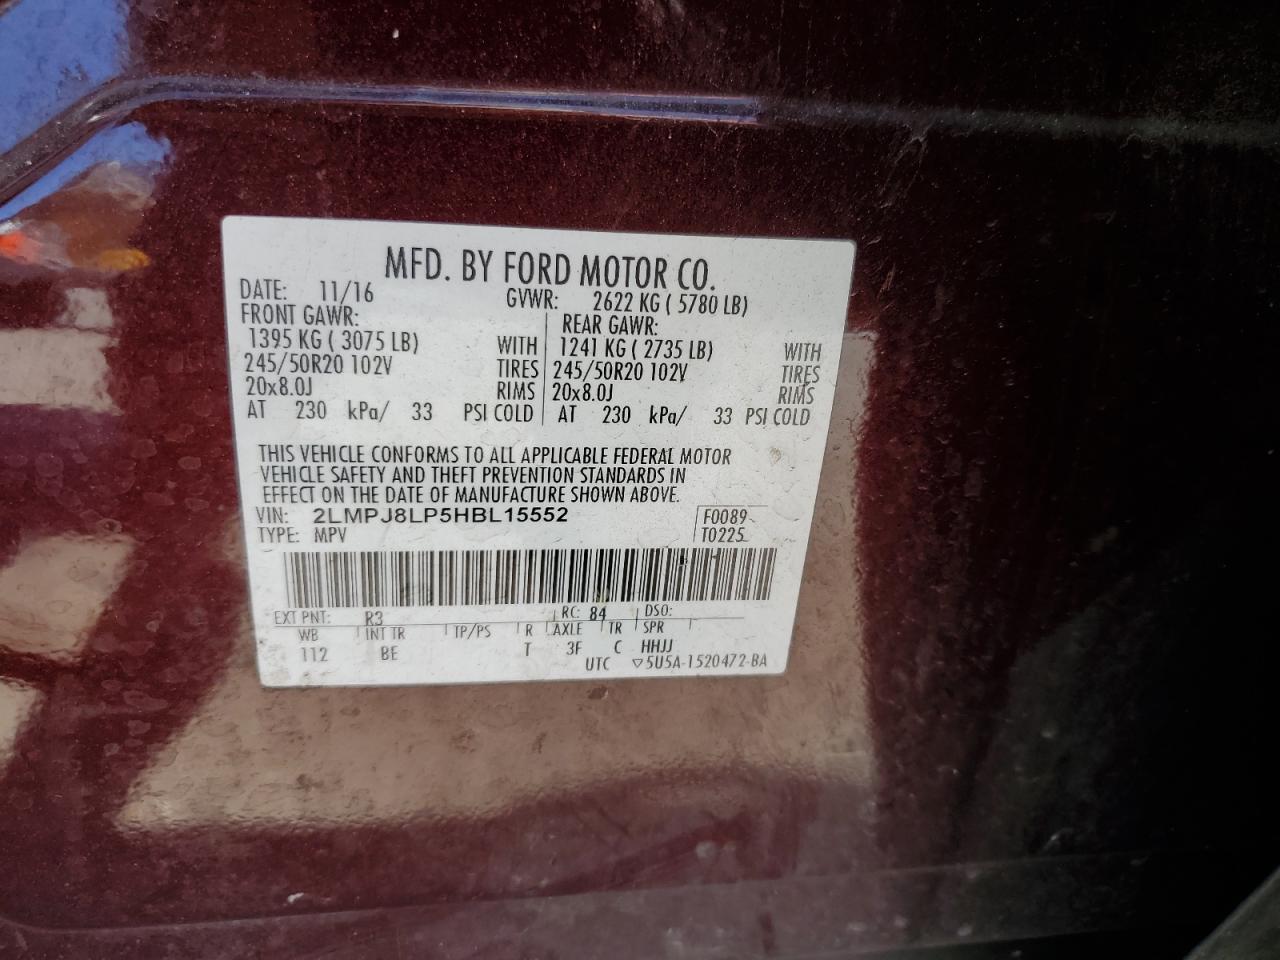 MFD. BY FORD MOTOR CO.
DATE: 11/16 GVWR: 2622 KG ( 5780 LB)
FRONT GAWR: REAR GAWR:
1395 KG ( 3075 LB) WITH 1241 KG ( 2735 LB) WITH
245/50R20 102V TIRES 245/50R20 102V TIRES
20x8.0J RIMS 20x8.0J RIMS
AT 230 kPa/ 33 PSI COLD AT 230 kPa/ 33 PSI COLD
THIS VEHICLE CONFORMS TO ALL APPLICABLE FEDERAL MOTOR
VEHICLE SAFETY AND THEFT PREVENTION STANDARDS IN
EFFECT ON THE DATE OF MANUFACTURE SHOWN ABOVE.
VIN: 2LMPJ8LP5HBL15552 F0089
TYPE: MPV T0225
EXT PNT: R3 RC: 84 DSO:
WB INT TR TP/PS R AXLE TR SPR
112 BE T 3F C HHJJ
UTC ▽5U5A-1520472-BA